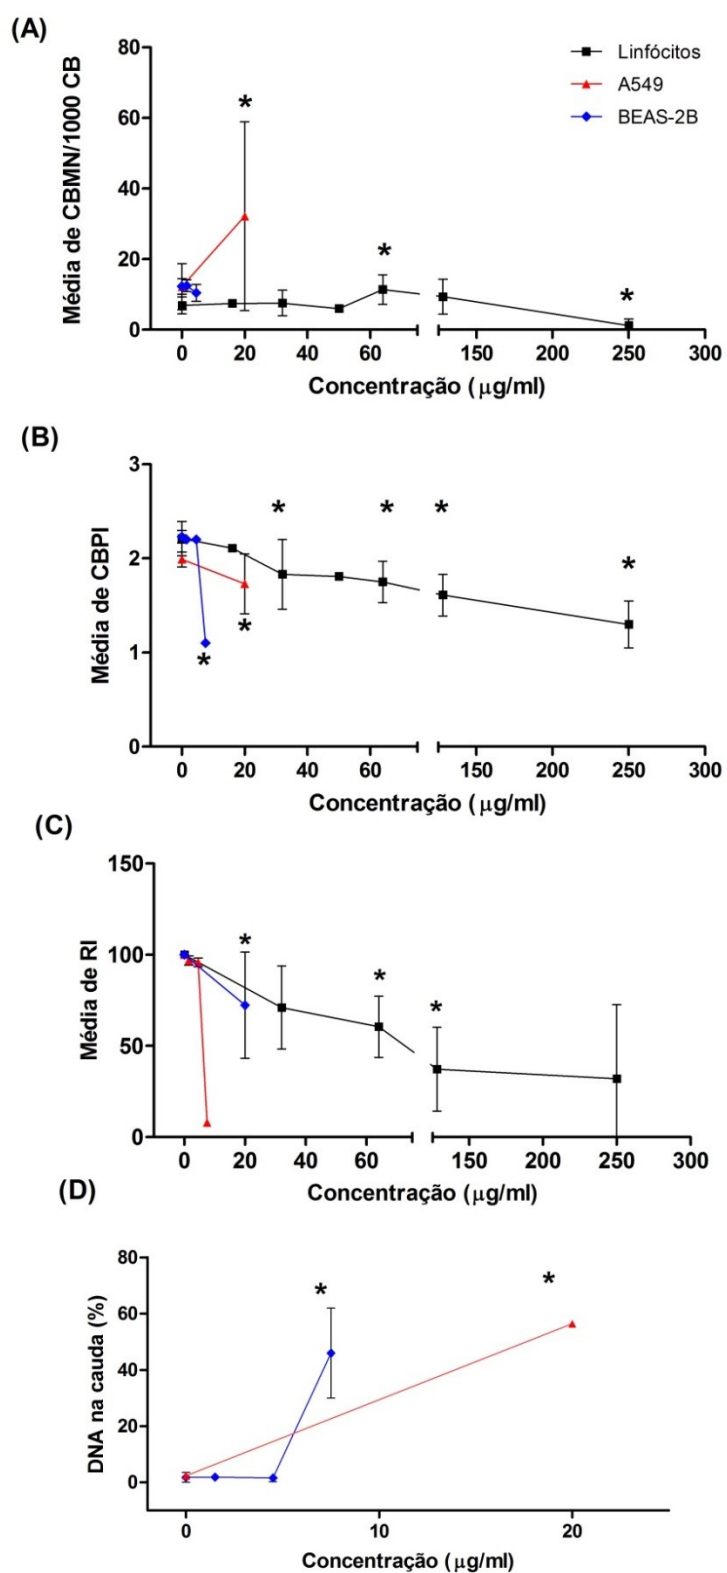 (A)
80
60
40
20
0
Média de CBMN/1000 CB
* * *
Linfócitos
A549
BEAS-2B
0 20 40 60 150 200 250 300
Concentração (μg/ml)
(B)
3
2
1
0
Média de CBPI
* * * *
* *
0 20 40 60 150 200 250 300
Concentração (μg/ml)
(C)
150
100
50
0
Média de RI
* * *
0 20 40 60 150 200 250 300
Concentração (μg/ml)
(D)
80
60
40
20
0
DNA na cauda (%)
* *
0 10 20
Concentração (μg/ml)